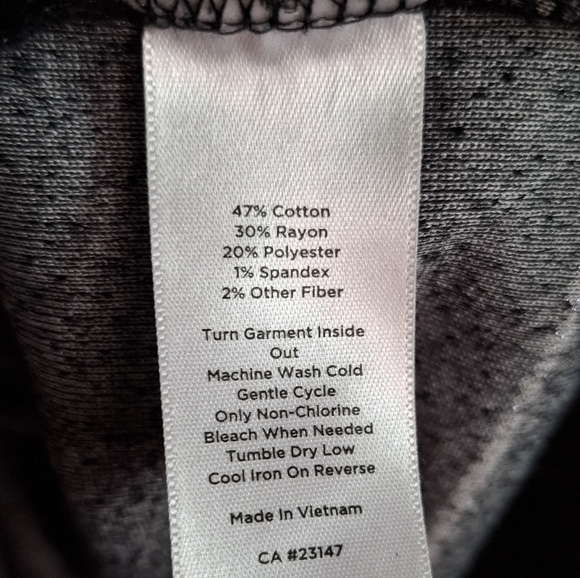 47% Cotton
30% Rayon
20% Polyester
1% Spandex
2% Other Fiber
Turn Garment Inside
Out
Machine Wash Cold
Gentle Cycle
Only Non-Chlorine
Bleach When Needed
Tumble Dry Low
Cool Iron On Reverse
Made In Vietnam
CA #23147